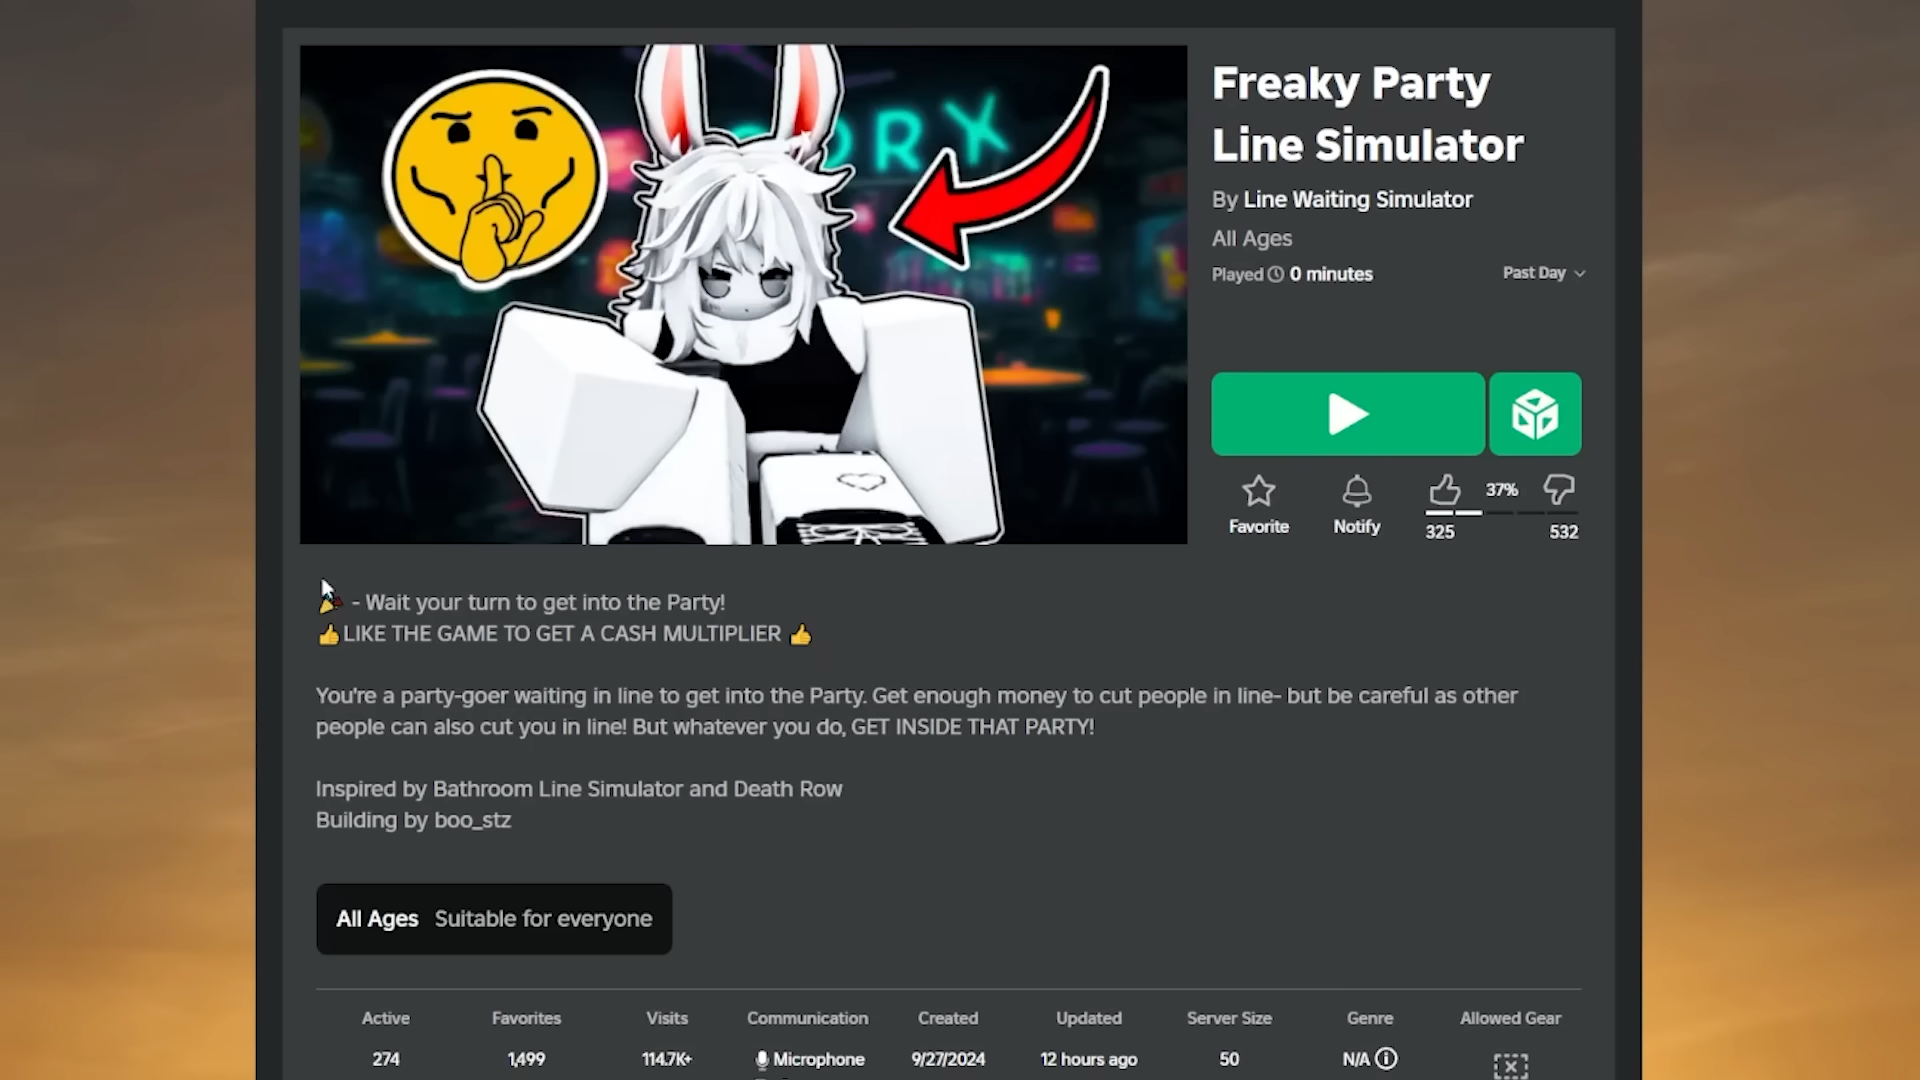 ORX
Freaky Party
Line Simulator
By Line Waiting Simulator
All Ages
Played 0 minutes
Past Day
37%
Favorite
Notify
325
532
- Wait your turn to get into the Party!
LIKE THE GAME TO GET A CASH MULTIPLIER
You're a party-goer waiting in line to get into the Party. Get enough money to cut people in line- but be careful as other
people can also cut you in line! But whatever you do, GET INSIDE THAT PARTY!
Inspired by Bathroom Line Simulator and Death Row
Building by boo_stz
All Ages Suitable for everyone
Active Favorites Visits Communication Created Updated Server Size Genre Allowed Gear
274 1,499 114.7K+ Microphone 9/27/2024 12 hours ago 50 N/A